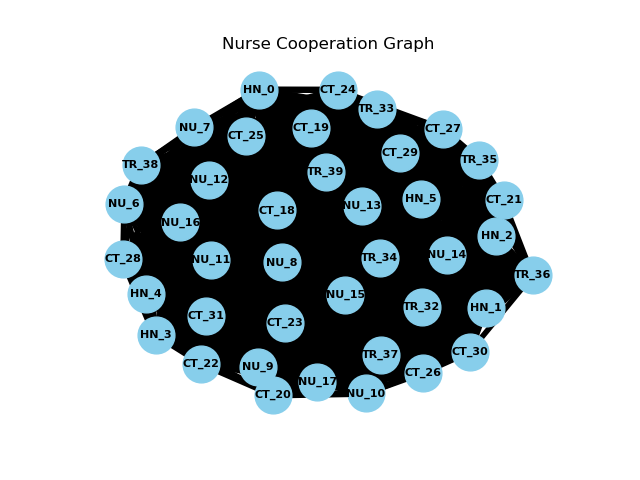 Nurse Cooperation Graph
HN_0
CT_24
TR_33
NU_7
CT_25
CT_19
CT_27
CT_29
TR_35
TR_38
NU_12
TR_39
NU_6
NU_16
CT_18
NU_13
HN_5
CT_21
HN_2
CT_28
NU_11
NU_8
TR_34
NU_14
TR_36
HN_4
NU_15
TR_32
HN_1
HN_3
CT_31
CT_23
CT_22
NU_9
TR_37
CT_30
CT_20
NU_17
NU_10
CT_26